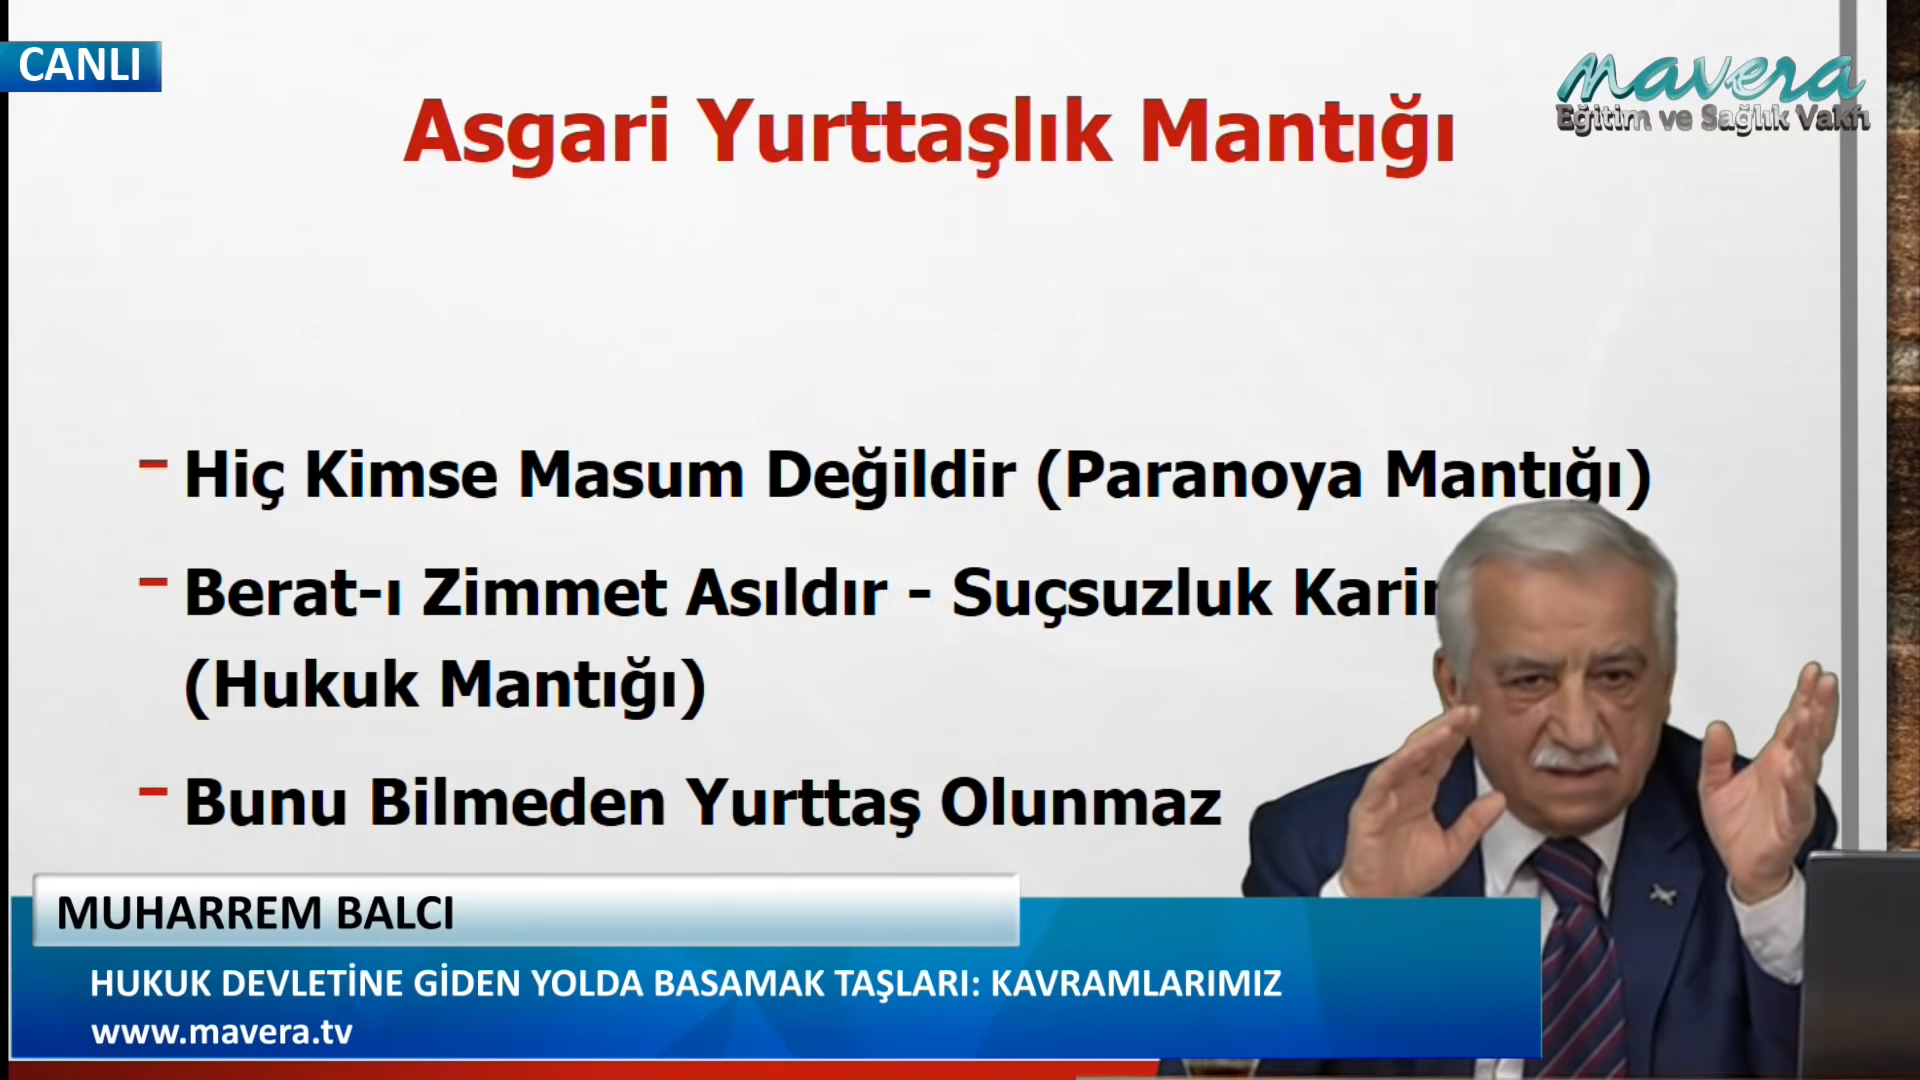 CANLI
mavera
Eğitim ve Sağlık Vakfı
Asgari Yurttaşlık Mantığı
- Hiç Kimse Masum Değildir (Paranoya Mantığı)
- Berat-ı Zimmet Asıldır - Suçsuzluk
(Hukuk Mantığı)
- Bunu Bilmeden Yurttaş Olunmaz
MUHARREM BALCI
HUKUK DEVLETİNE GİDEN YOLDA BASAMAK TAŞLARI: KAVRAMLARIMIZ
www.mavera.tv